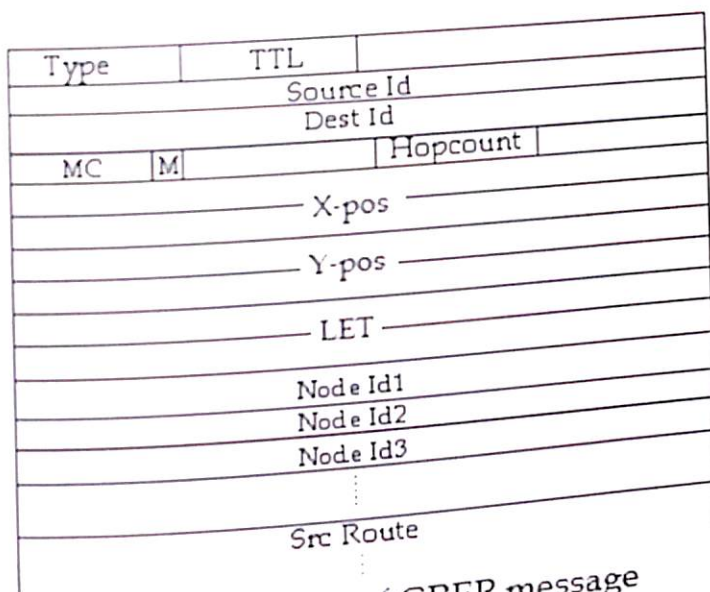 Type TTL
Source Id
Dest Id
MC M Hopcount
X-pos
Y-pos
LET
Node Id1
Node Id2
Node Id3
Src Route
message